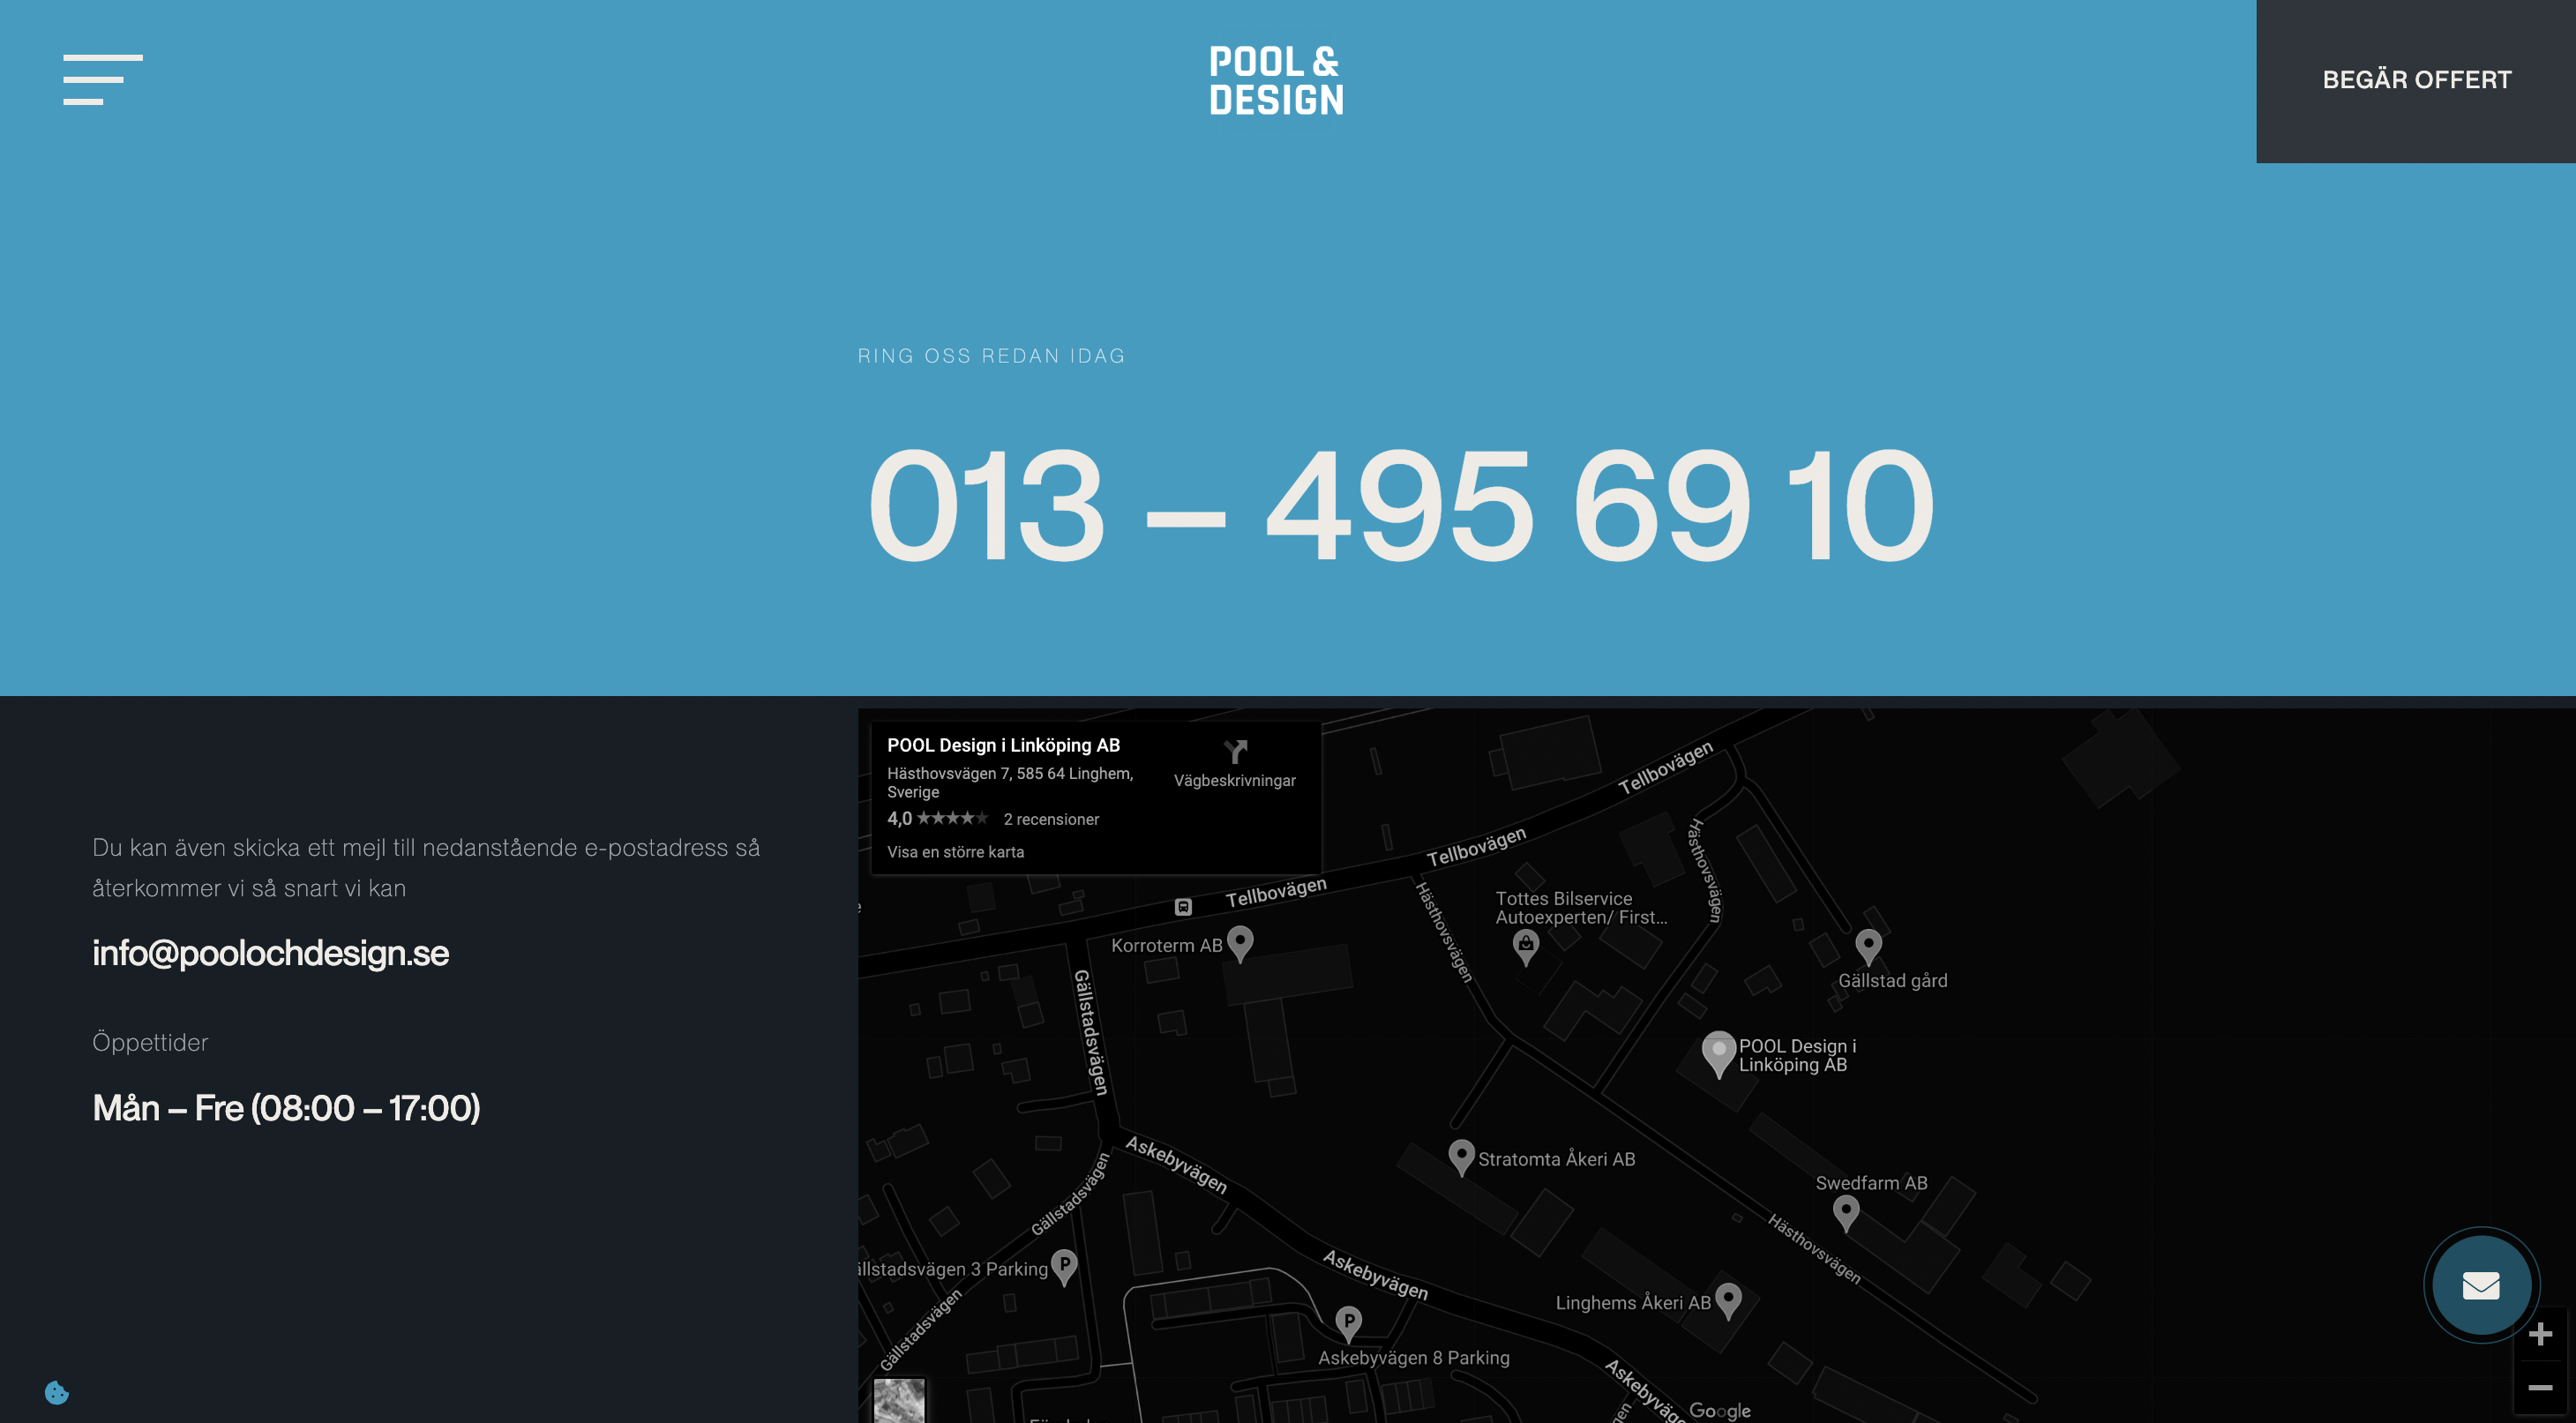 POOL &
DESIGN
BEGÄR OFFERT
RING OSS REDAN IDAG
013 – 495 69 10
Du kan även skicka ett mejl till nedanstående e-postadress så
återkommer vi så snart vi kan
info@poolochdesign.se
Öppettider
Mån – Fre (08:00 – 17:00)
POOL Design i Linköping AB
Hästhovsvägen 7, 585 64 Linghem,
Sverige
Vägbeskrivningar
4,0
2 recensioner
Visa en större karta
Tellbovägen
Tellbovägen
Tellbovägen
Hästhovsvägen
Hästhovsvägen
Tottes Bilservice
Autoexperten/ First...
Korroterm AB
Gällstad gård
Gällstadsvägen
POOL Design i
Linköping AB
Askebyvägen
Stratomta Åkeri AB
Swedfarm AB
Gällstadsvägen
Hästhovsvägen
ällstadsvägen 3 Parking
P
Askebyvägen
Linghems Åkeri AB
Gällstadsvägen
P
Askebyvägen 8 Parking
Askebyväge
Google